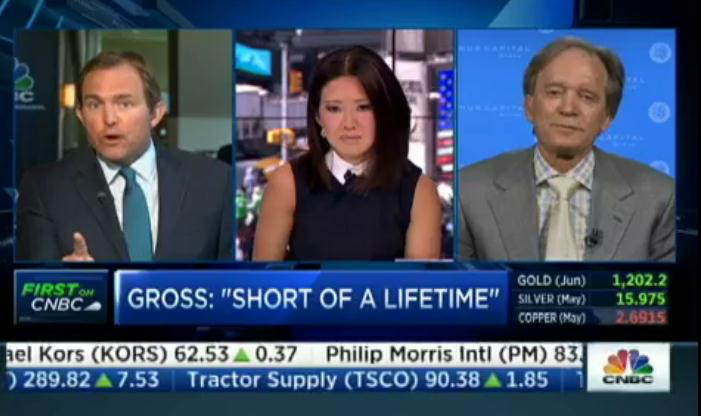 CNBC
FIRST ON
CNBC
GROSS: "SHORT OF A LIFETIME"
GOLD (Jun) 1,202.2
SILVER (May) 15.975
COPPER (May) 2.6915
ael Kors (KORS) 62.53 ▲ 0.37 Philip Morris Intl (PM) 83.
) 289.82 ▲ 7.53 Tractor Supply (TSCO) 90.38 ▲ 1.85 1
CNBC